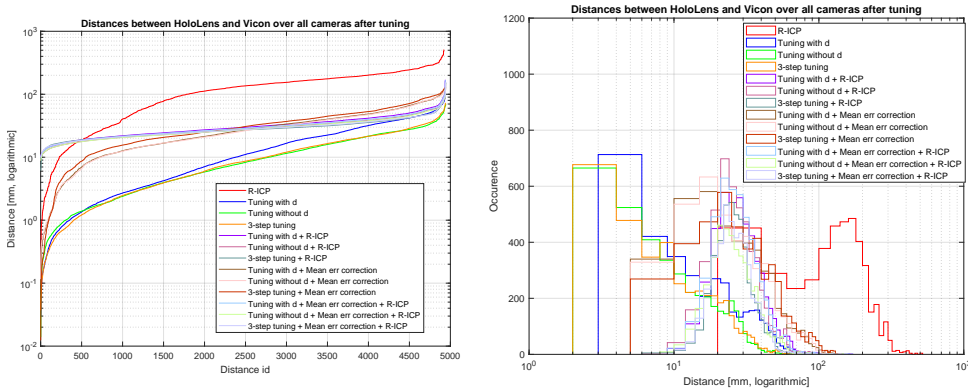 Distances between HoloLens and Vicon over all cameras after tuning
Distance [mm, logarithmic]
10^3
10^2
10^1
10^0
10^-1
10^-2
R-ICP
Tuning with d
Tuning without d
3-step tuning
Tuning with d + R-ICP
Tuning without d + R-ICP
3-step tuning + R-ICP
Tuning with d + Mean err correction
Tuning without d + Mean err correction
3-step tuning + Mean err correction
Tuning with d + Mean err correction + R-ICP
Tuning without d + Mean err correction + R-ICP
3-step tuning + Mean err correction + R-ICP
0 500 1000 1500 2000 2500 3000 3500 4000 4500 5000
Distance id
Distances between HoloLens and Vicon over all cameras after tuning
Occurence
1200
1000
800
600
400
200
0
R-ICP
Tuning with d
Tuning without d
3-step tuning
Tuning with d + R-ICP
Tuning without d + R-ICP
3-step tuning + R-ICP
Tuning with d + Mean err correction
Tuning without d + Mean err correction
3-step tuning + Mean err correction
Tuning with d + Mean err correction + R-ICP
Tuning without d + Mean err correction + R-ICP
3-step tuning + Mean err correction + R-ICP
10^0 10^1 10^2 10^3
Distance [mm, logarithmic]